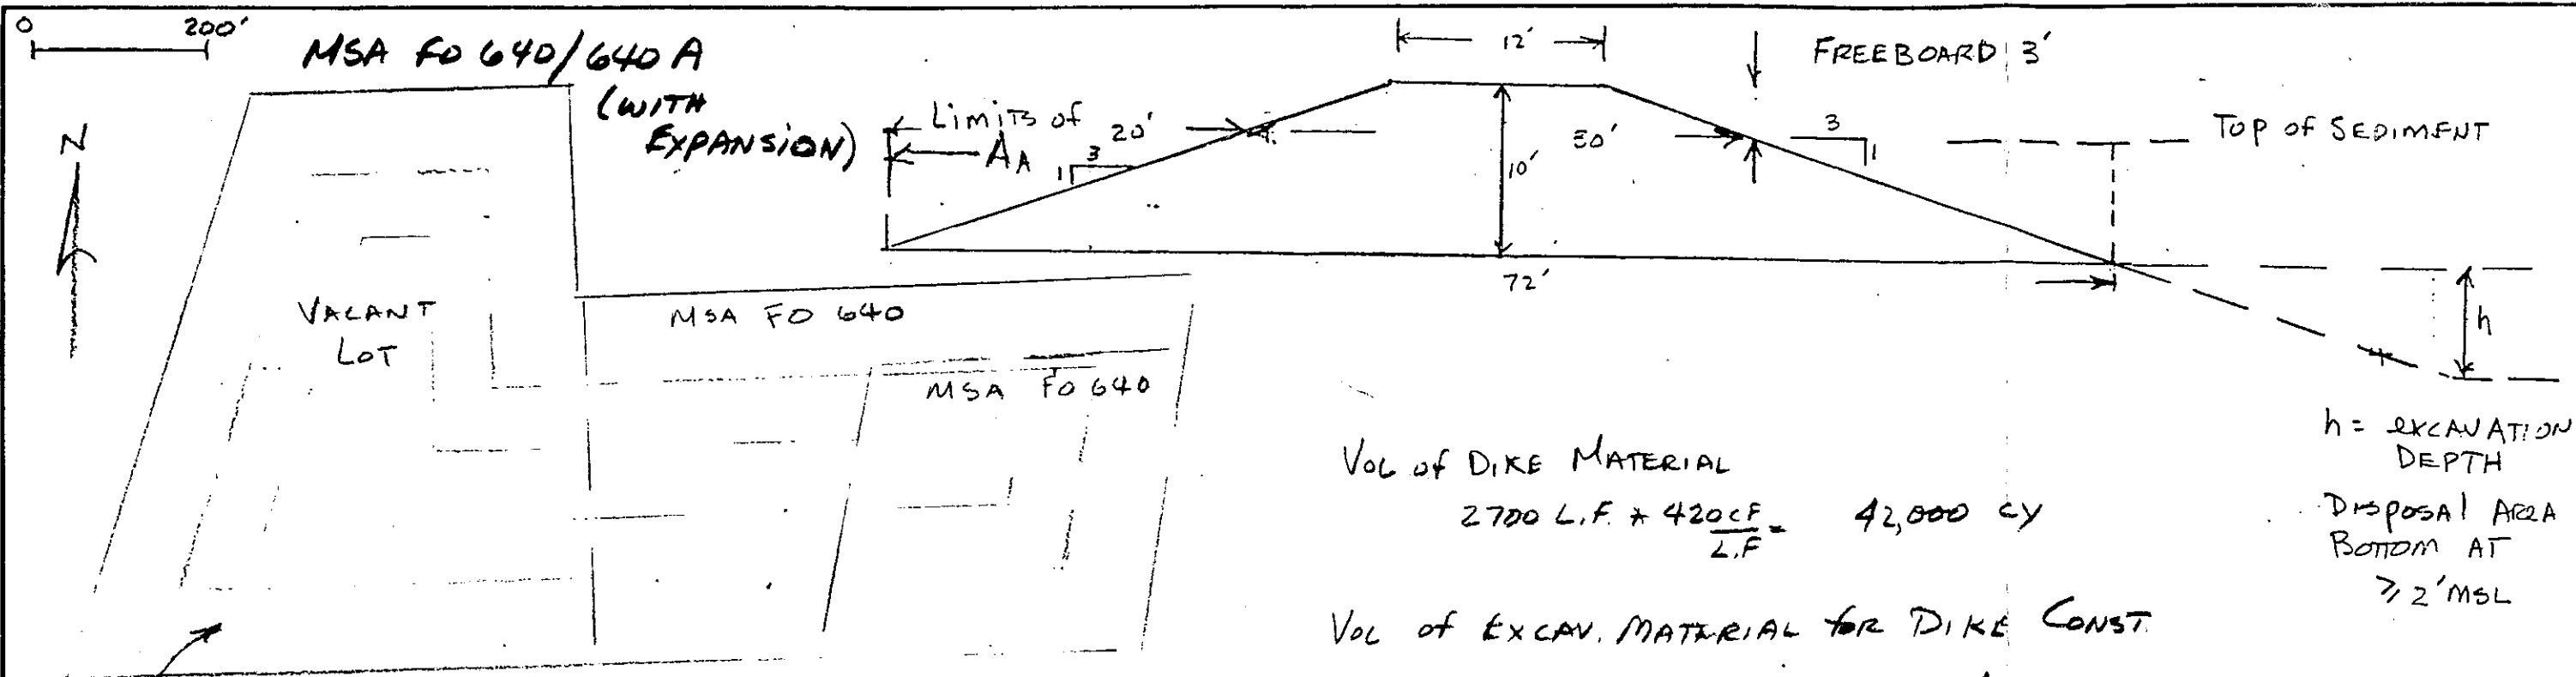 0 200'
MSA FO 640/640 A
(WITH
EXPANSION)
N
VACANT
LOT
MSA FO 640
MSA FO 640
12'
FREEBOARD 3'
Limits of
AA
20'
3
1
10'
3
1
TOP OF SEDIMENT
72'
h
h = EXCAVATION
DEPTH
DISPOSAL AREA
BOTTOM AT
≥ 2' MSL
VOL of DIKE MATERIAL
2700 L.F. * 420 CF
L.F = 42,000 CY
VOL of EXCAV. MATERIAL FOR DIKE CONST.